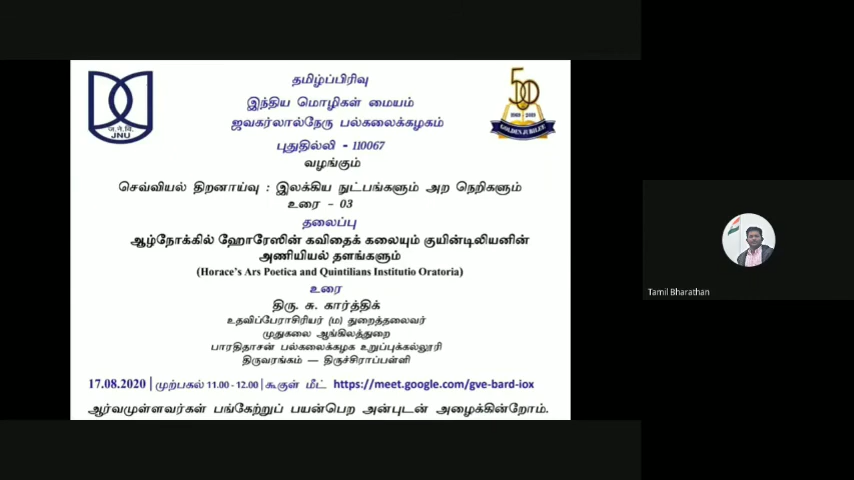 தமிழ்ப்பிரிவு
இந்திய மொழிகள் மையம்
ஜவகர்லால்நேரு பல்கலைக்கழகம்
புதுதில்லி - 110067
வழங்கும்
செவ்வியல் திறனாய்வு : இலக்கிய நுட்பங்களும் அற நெறிகளும்
உரை - 03
தலைப்பு
ஆழ்நோக்கில் ஹோரேஸின் கவிதைக் கலையும் குயின்டிலியனின்
அணியியல் தளங்களும்
(Horace's Ars Poetica and Quintilians Institutio Oratoria)
உரை
திரு. சு. கார்த்திக்
உதவிப்பேராசிரியர் (ம) துறைத்தலைவர்
முதுகலை ஆங்கிலத்துறை
பாரதிதாசன் பல்கலைக்கழக உறுப்புக்கல்லூரி
திருவரங்கம் — திருச்சிராப்பள்ளி
17.08.2020 | முற்பகல் 11.00 - 12.00 | கூகுள் மீட் https://meet.google.com/gve-bard-iox
ஆர்வமுள்ளவர்கள் பங்கேற்றுப் பயன்பெற அன்புடன் அழைக்கின்றோம்.
ज.ने.वि.
JNU
50
1969 2019
GOLDEN JUBILEE
Tamil Bharathan